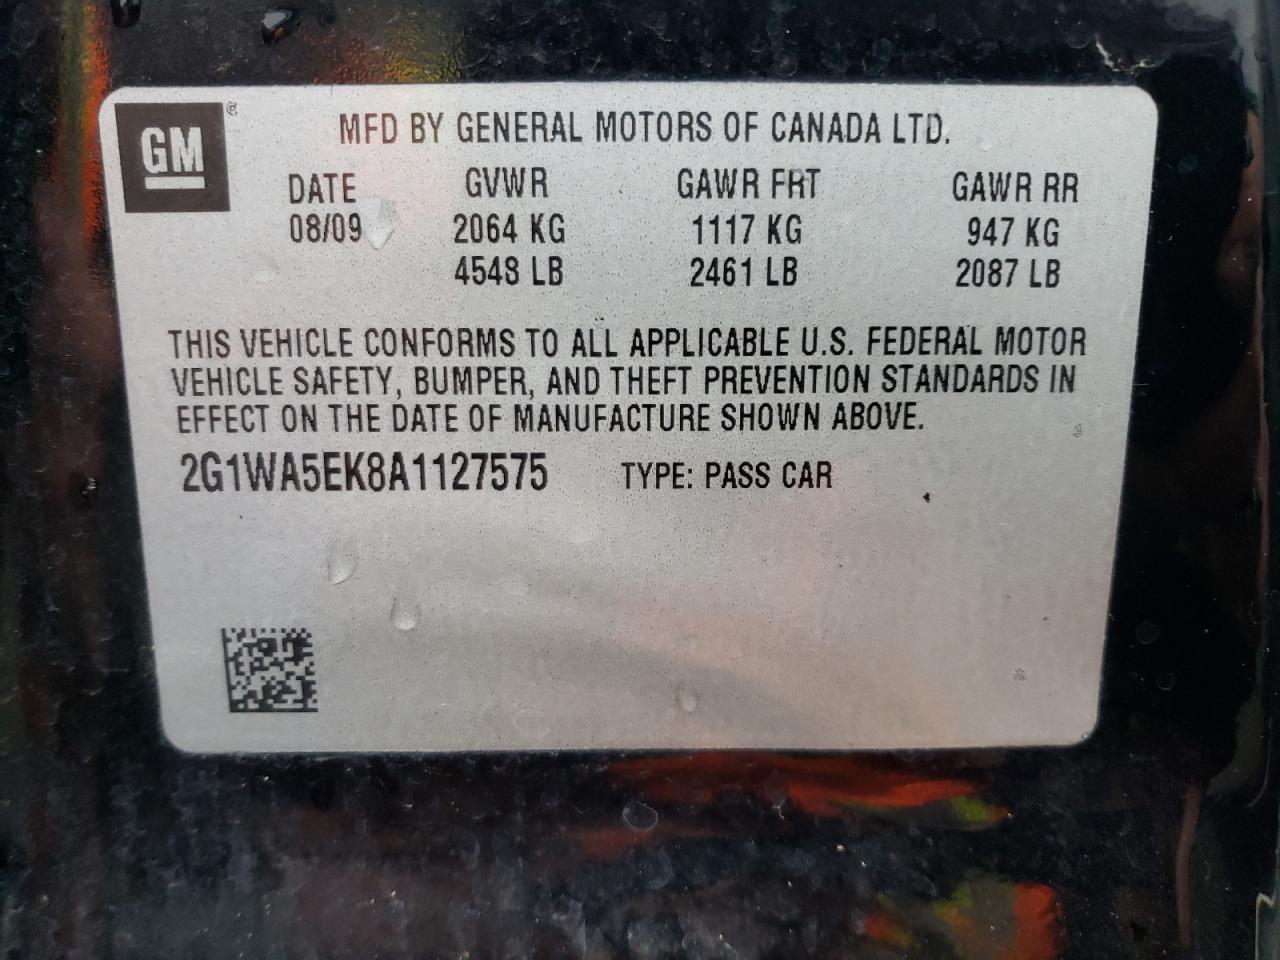 GM®
MFD BY GENERAL MOTORS OF CANADA LTD.
DATE GVWR GAWR FRT GAWR RR
08/09 2064 KG 1117 KG 947 KG
4548 LB 2461 LB 2087 LB
THIS VEHICLE CONFORMS TO ALL APPLICABLE U.S. FEDERAL MOTOR
VEHICLE SAFETY, BUMPER, AND THEFT PREVENTION STANDARDS IN
EFFECT ON THE DATE OF MANUFACTURE SHOWN ABOVE.
2G1WA5EK8A1127575 TYPE: PASS CAR